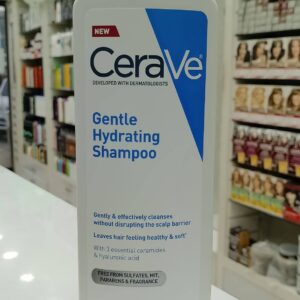 NEW
CeraVe
DEVELOPED WITH DERMATOLOGISTS
Gentle
Hydrating
Shampoo
Gently & effectively cleanses
without disrupting the scalp barrier
Leaves hair feeling healthy & soft
With 3 essential ceramides
& hyaluronic acid
FREE FROM SULFATES, MIT,
PARABENS & FRAGRANCE